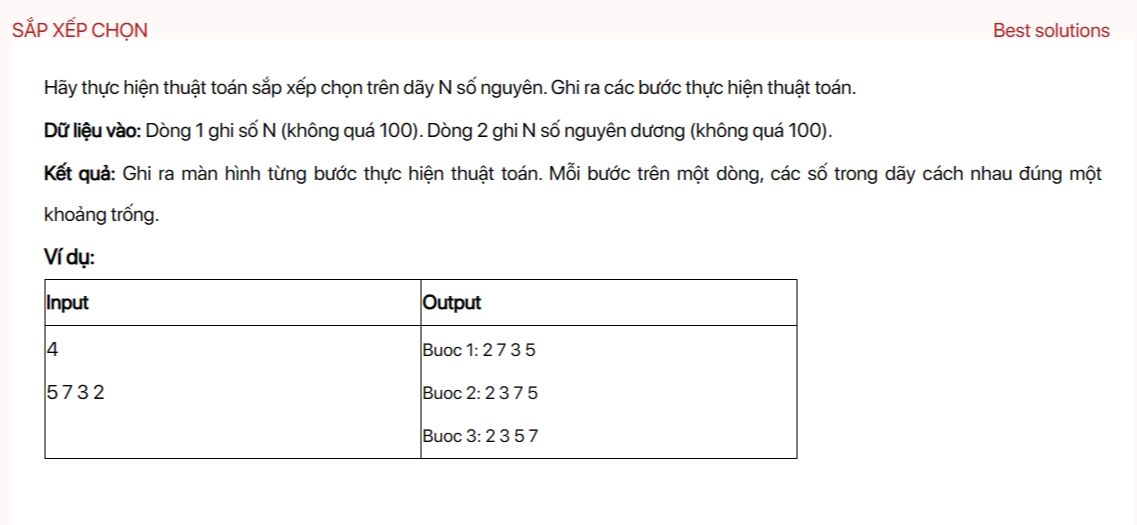 SẮP XẾP CHỌN
Best solutions
Hãy thực hiện thuật toán sắp xếp chọn trên dãy N số nguyên. Ghi ra các bước thực hiện thuật toán.
Dữ liệu vào: Dòng 1 ghi số N (không quá 100). Dòng 2 ghi N số nguyên dương (không quá 100).
Kết quả: Ghi ra màn hình từng bước thực hiện thuật toán. Mỗi bước trên một dòng, các số trong dãy cách nhau đúng một
khoảng trống.
Ví dụ:
Input
Output
4
5 7 3 2
Buoc 1: 2 7 3 5
Buoc 2: 2 3 7 5
Buoc 3: 2 3 5 7